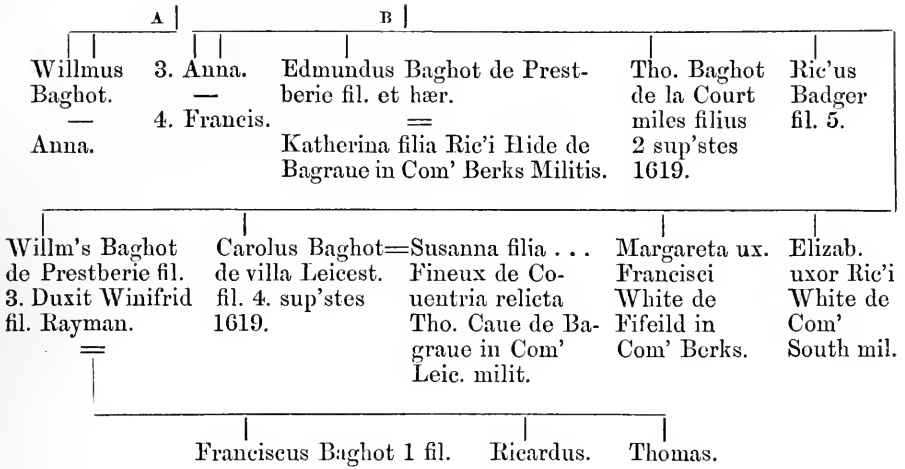 A B
Willmus
Baghot.
—
Anna.
3. Anna.
—
4. Francis.
Edmundus Baghot de Prest-
berie fil. et hær.
=
Katherina filia Ric'i Hide de
Bagraue in Com' Berks Militis.
Tho. Baghot
de la Court
miles filius
2 sup'stes
1619.
Ric'us
Badger
fil. 5.
Willm's Baghot
de Prestberie fil.
3. Duxit Winifrid
fil. Rayman.
=
Carolus Baghot=
de villa Leicest.
fil. 4. sup'stes
1619.
Susanna filia . . .
Fineux de Co-
uentria relicta
Tho. Caue de Ba-
graue in Com'
Leic. milit.
Margareta ux.
Francisci
White de
Fifeild in
Com' Berks.
Elizab.
uxor Ric'i
White de
Com'
South mil.
Franciscus Baghot 1 fil. Ricardus. Thomas.